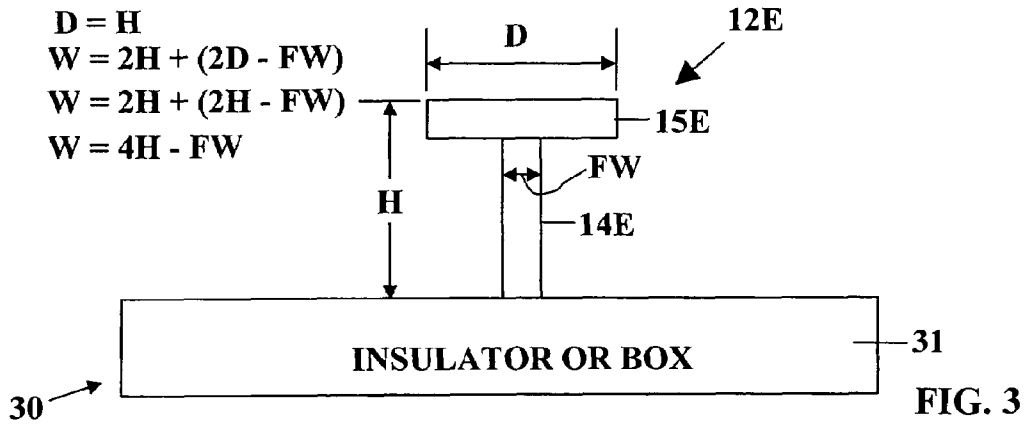 D = H
W = 2H + (2D - FW)
W = 2H + (2H - FW)
W = 4H - FW
D
12E
15E
FW
H
14E
INSULATOR OR BOX
31
30
FIG. 3